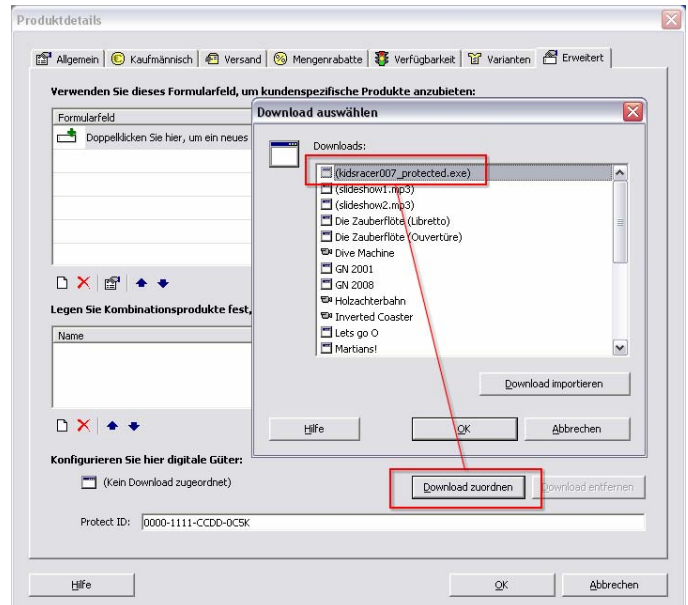 Produktdetails
Allgemein Kaufmännisch Versand Mengenrabatte Verfügbarkeit Varianten Erweitert
Verwenden Sie dieses Formularfeld, um kundenspezifische Produkte anzubieten:
Formularfeld
Doppelklicken Sie hier, um ein neues
Download auswählen
Downloads:
(kidsracer007_protected.exe)
(slideshow1.mp3)
(slideshow2.mp3)
Die Zauberflöte (Libretto)
Die Zauberflöte (Ouvertüre)
Dive Machine
GN 2001
GN 2008
Holzachterbahn
Inverted Coaster
Lets go O
Martians!
Download importieren
Hilfe OK Abbrechen
Legen Sie Kombinationsprodukte fest,
Name
Konfigurieren Sie hier digitale Güter:
(Kein Download zugeordnet)
Download zuordnen Download entfernen
Protect ID: 0000-1111-CCDD-0C5K
Hilfe OK Abbrechen